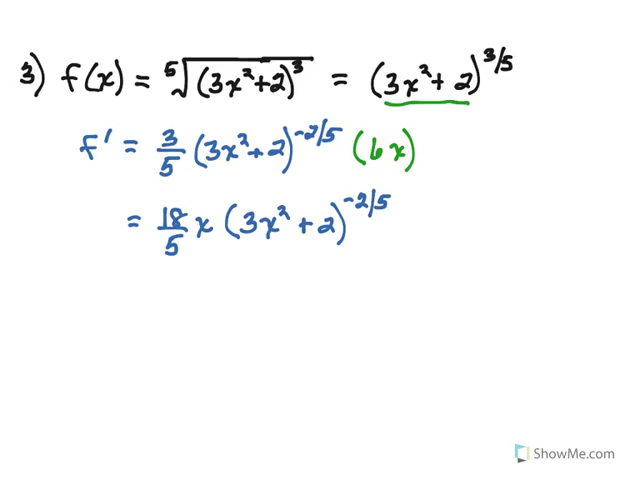 3) f(x) = ⁵√(3x²+2)³ = (3x²+2)^3/5
f' = 3/5 (3x²+2)^-2/5 (6x)
= 18/5 x (3x²+2)^-2/5
ShowMe.com